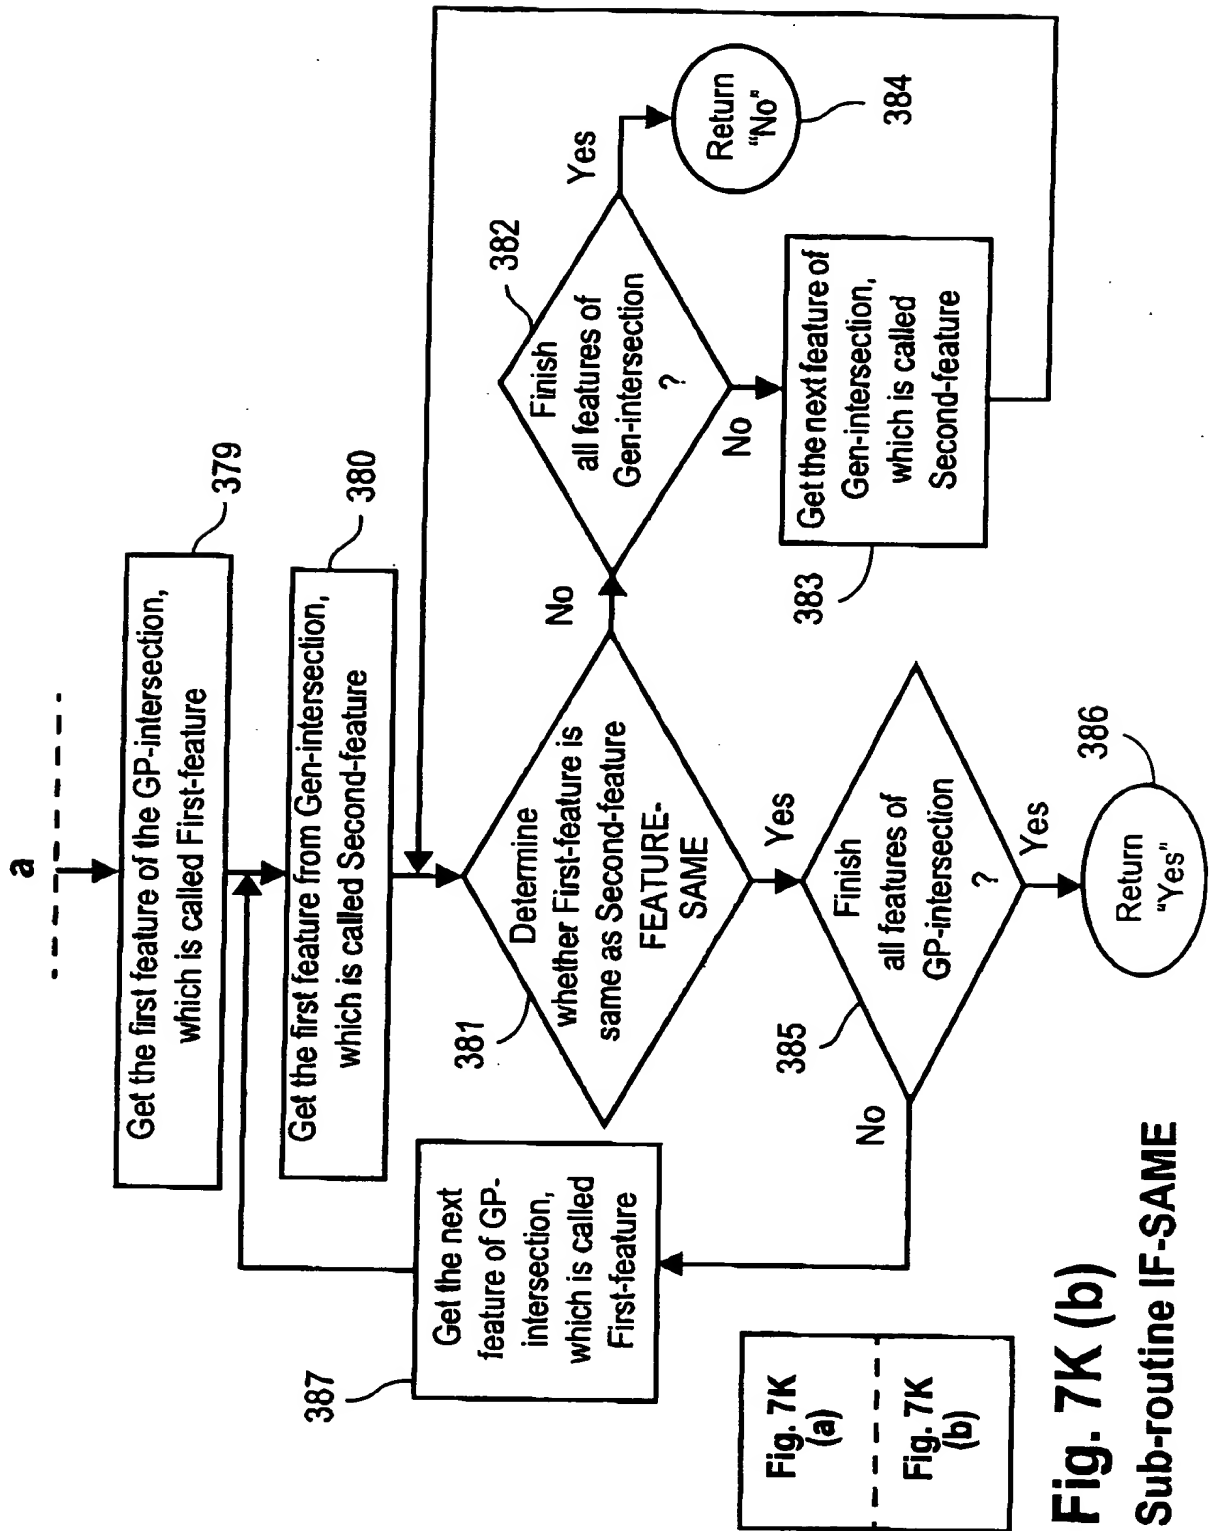 a
Get the first feature of the GP-intersection,
which is called First-feature
379
Get the first feature from Gen-intersection,
which is called Second-feature
380
Determine
whether First-feature is
same as Second-feature
FEATURE-
SAME
381
No
Yes
Finish
all features of
Gen-intersection
?
382
Yes
No
Return
"No"
384
Get the next feature of
Gen-intersection,
which is called
Second-feature
383
Finish
all features of
GP-intersection
?
385
No
Yes
Return
"Yes"
386
Get the next
feature of GP-
intersection,
which is called
First-feature
387
Fig. 7K
(a)
Fig. 7K
(b)
Fig. 7K (b)
Sub-routine IF-SAME